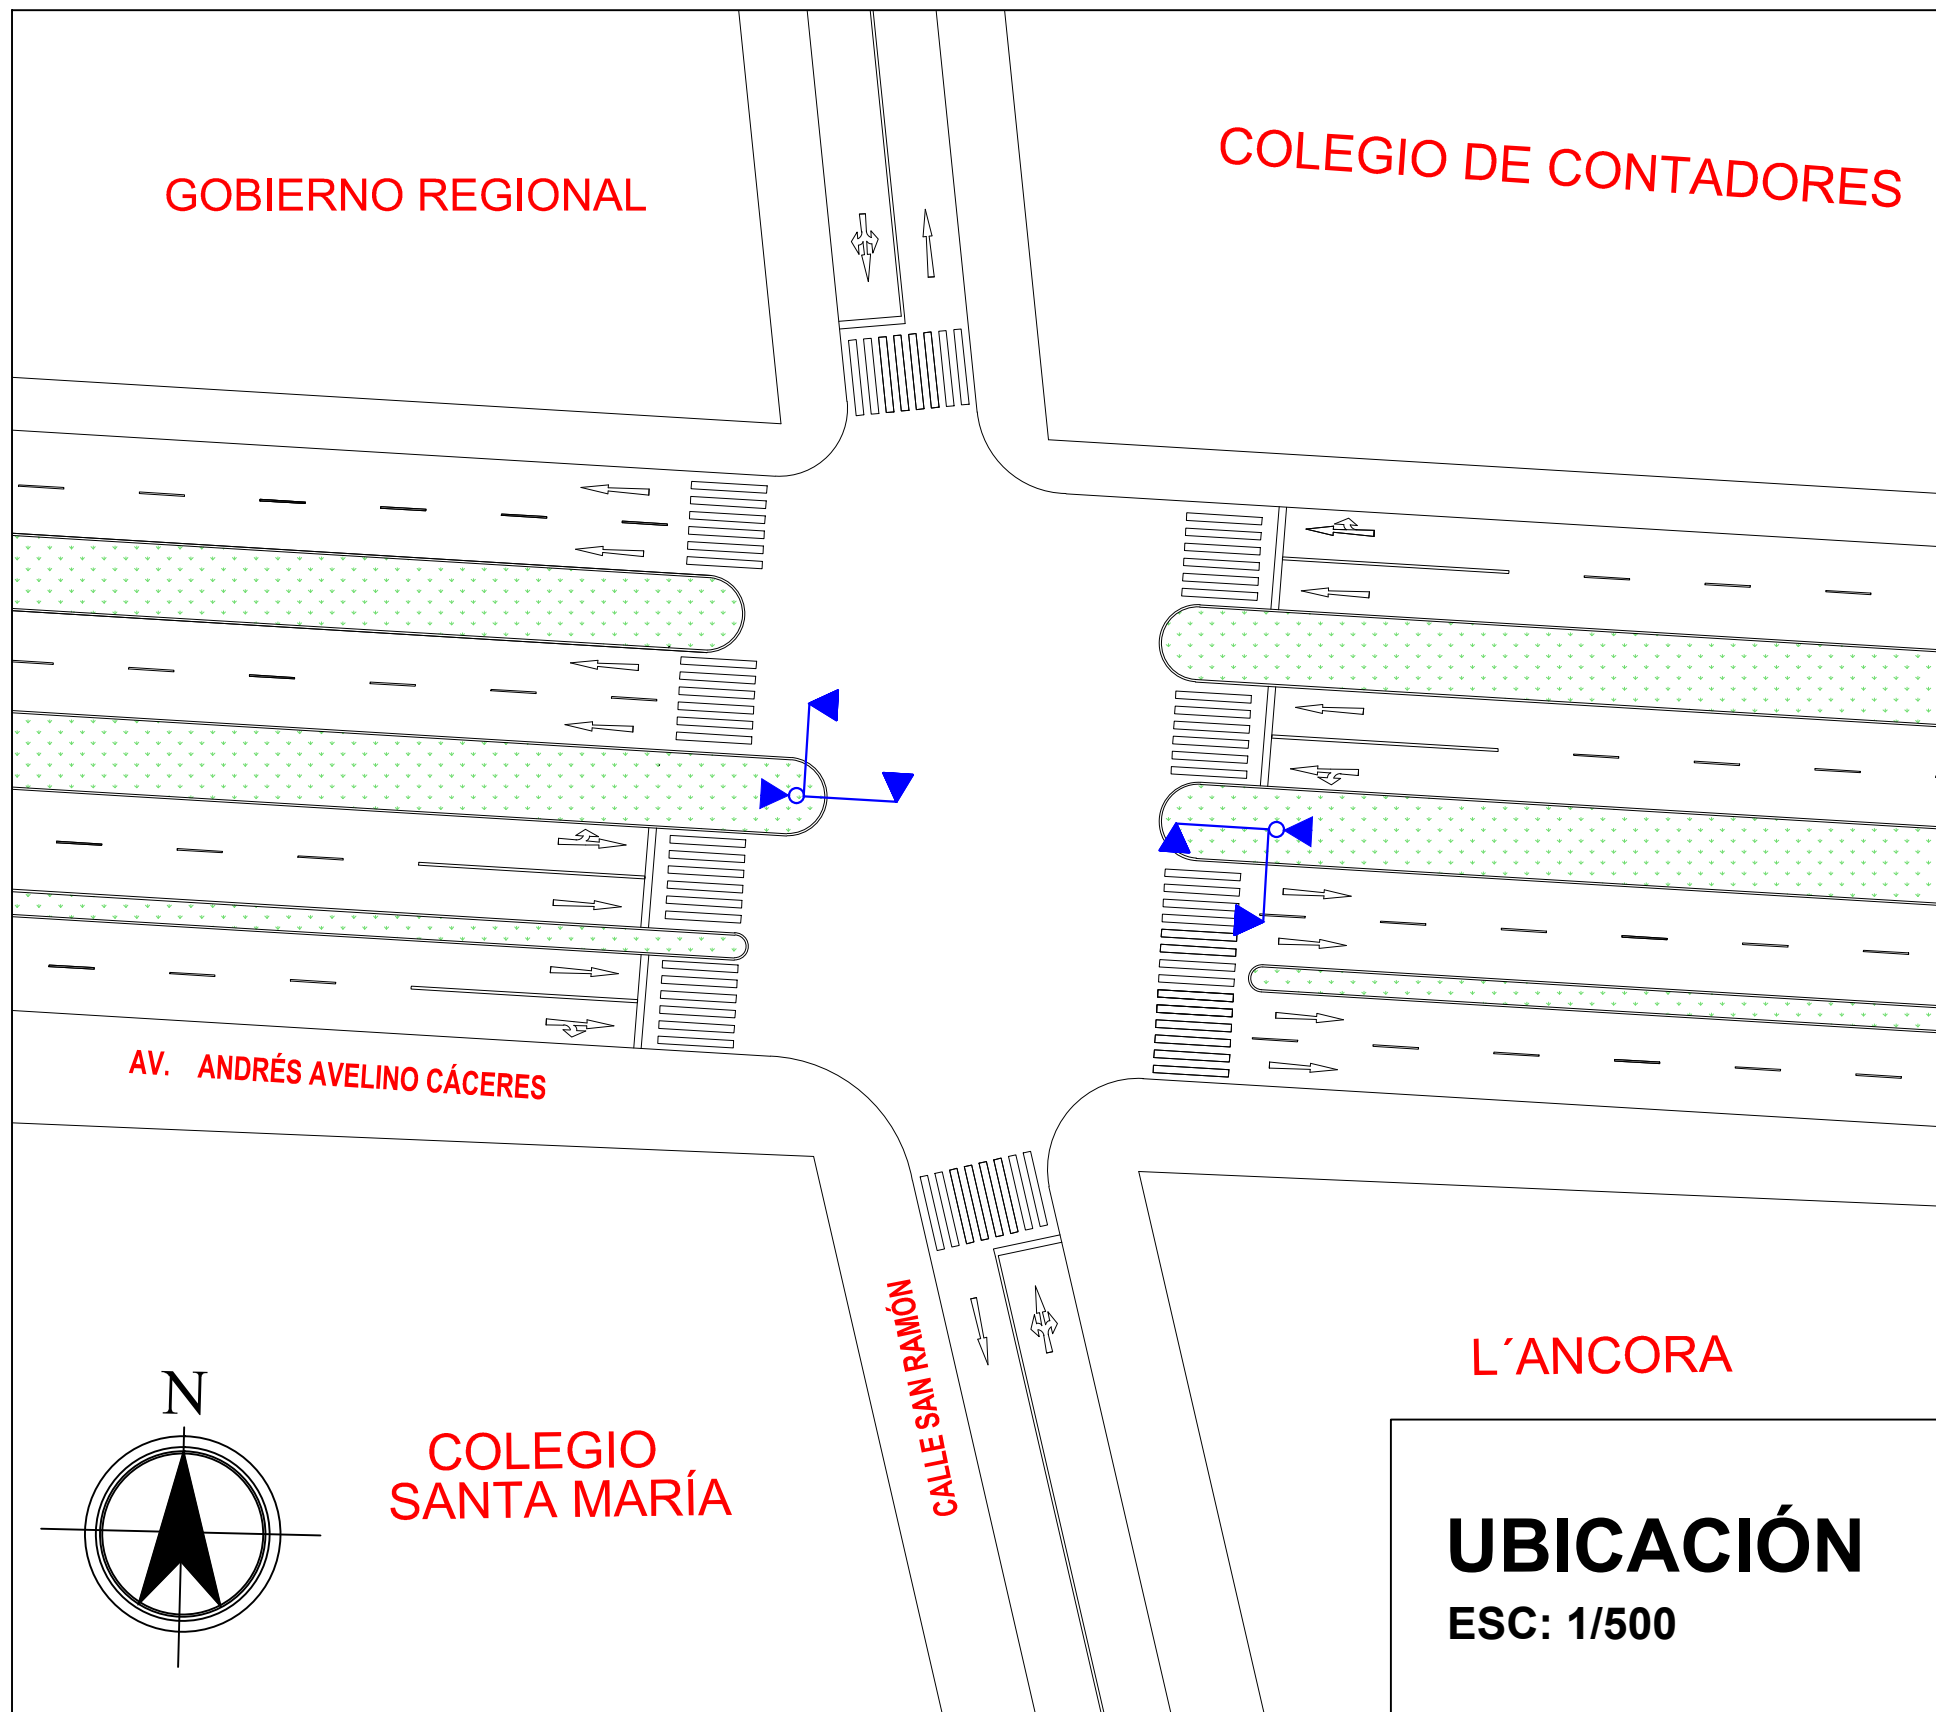 GOBIERNO REGIONAL
COLEGIO DE CONTADORES
AV. ANDRÉS AVELINO CÁCERES
CALLE SAN RAMÓN
L´ANCORA
N
COLEGIO
SANTA MARÍA
UBICACIÓN
ESC: 1/500